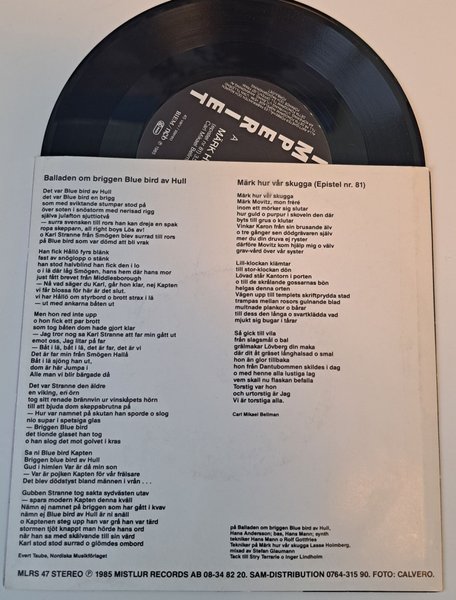 IMPERIET
A
MÄRK H
BIEM / NCB
Balladen om briggen Blue bird av Hull
Det var Blue bird av Hull
det var Blue bird en brigg
som med sviktande stumpar stod på
över soten i snöstorm med nerisad rigg
själva julafton sjuttiotvå
— surra svensken till rors han kan dreja en spak
ropa skepparn, all right boys Lös av!
o Karl Stranne från Smögen blev surrad till rors
på Blue bird som var dömd att bli vrak
Han fick Hållö fyrs blänk
fast av snöglopp o stänk
han stod halvblind han fick den i lo
o i lä där låg Smögen, hans hem där hans mor
just fått brevet från Middlesborough
— Nå vad säger du Karl, går hon klar, nej Kapten
vi får blossa för här är det slut.
vi har Hållö om styrbord o brott strax i lä
— ut med ankarna båten ut
Men hon red inte upp
o hon fick ett par brott
som tog båten dom hade gjort klar
— Jag tror nog sa Karl Stranne att far min gått ut
emot oss, Jag litar på far
— Båt i lä, båt i lä, det är far, det är far min.
Det är far min från Smögen Hallå
Båt i lä sjöng han ut,
dom är här Jumpa i
Alle man vi blir bärgade då
Det var Stranne den äldre
en viking, en örn
tog sitt renade brännvin ur vinskåpets hörn
till att bjuda dom skeppsbrutna på
— Hur var namnet på skutan han sporde o slog
nio supar i spetsiga glas
— Briggen Blue bird
det tionde glaset han tog
o han slog det mot golvet i kras
Sa ni Blue bird Kapten
Briggen blue bird av Hull
Gud i himlen Var är då min son
— Var är pojken Kapten för vår frälsare
Det blev dödstyst bland männen i vrån . . .
Gubben Stranne tog sakta sydvästen utav
— spara modern Kapten denna kväll
Nämn ej namnet på briggen som har gått i kvav
nämn ej Blue bird av Hull är ni snäll
o Kaptenen steg upp han var grå han var tärd
stormen tjöt knappt man hörde hans ord
när han sa med skälvande till sin värd
Karl stod stod surrad o glömdes ombord
Evert Taube, Nordiska Musikförlaget
Märk hur vår skugga (Epistel nr. 81)
Märk hur vår skugga
Märk Movitz, mon frére
inom ett mörker sig slutar
hur guld o purpur i skoveln den där
byts till grus o klutar
Vinkar Karon från sin brusande älv
o tre gånger sen dödgrävaren själv
mer du din druva ej ryster
därföre Movitz kom hjälp mig o välv
grav-vård över vår syster
Lill-klockan klämtar
till stor-klockan dön
Lövad står Kantorn i porten
o till de skrålande gossarnas bön
helgas denna orten
Vägen upp till templets skriftprydda stad
trampas mellan rosors gulnande blad
multnade plankor o bårar
till dess den långa o svartklädda vad
mjukt sig bugar i tårar
Så gick till vila
från slagsmål o bal
grälmakar Lövberg din maka
där dit åt gräset långhalsad o smal
hon än glor tillbaka
hon från Dantubommen skildes i dag
o med henne alla lustiga lag
vem skall nu flaskan befalla
Torstig var hon
och urtorstig är Jag
Vi är torstiga alla.
Carl Mikael Bellman
på Balladen om briggen Blue bird av Hull,
Hans Andersson; bas, Hans Mann; synth
tekniker Hans Mann o Rolf Gottfries
Tekniker på Märk hur vår skugga Lasse Holmberg,
mixad av Stefan Glaumann
Tack till Stry Terrarie o Inger Lindholm
MLRS 47 STEREO ℗ 1985 MISTLUR RECORDS AB 08-34 82 20. SAM-DISTRIBUTION 0764-315 90. FOTO: CALVERO.